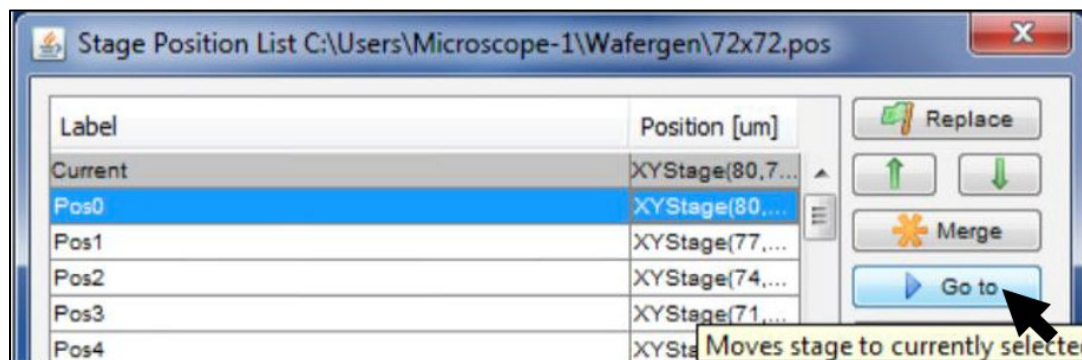 Stage Position List C:\Users\Microscope-1\Wafergen\72x72.pos
Label Position [um] Replace
Current XYStage(80,7...
Pos0 XYStage(80,... Merge
Pos1 XYStage(77,...
Pos2 XYStage(74,... Go to
Pos3 XYStage(71,...
Pos4 XYSta Moves stage to currently selecte